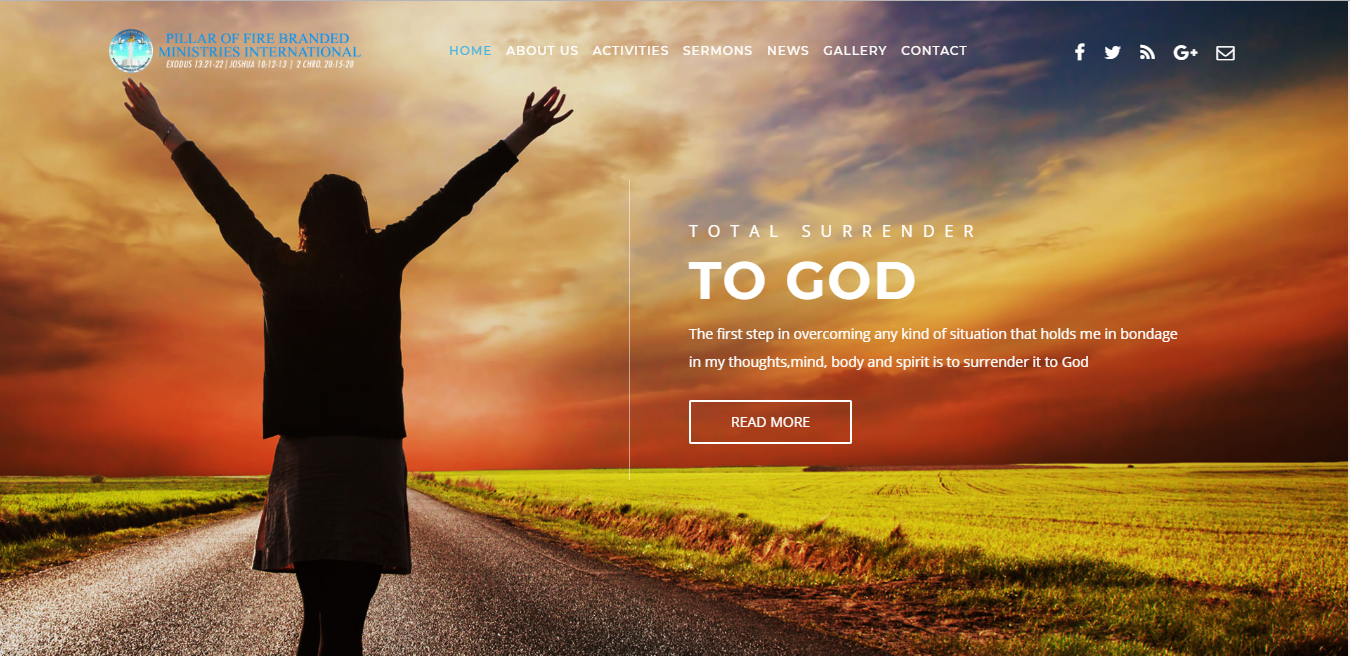 PILLAR OF FIRE BRANDED
MINISTRIES INTERNATIONAL
EXODUS 13:21-22 | JOSHUA 10-12-13 | 2 CHRO. 20-15-20
HOME ABOUT US ACTIVITIES SERMONS NEWS GALLERY CONTACT
TOTAL SURRENDER
TO GOD
The first step in overcoming any kind of situation that holds me in bondage
in my thoughts,mind, body and spirit is to surrender it to God
READ MORE